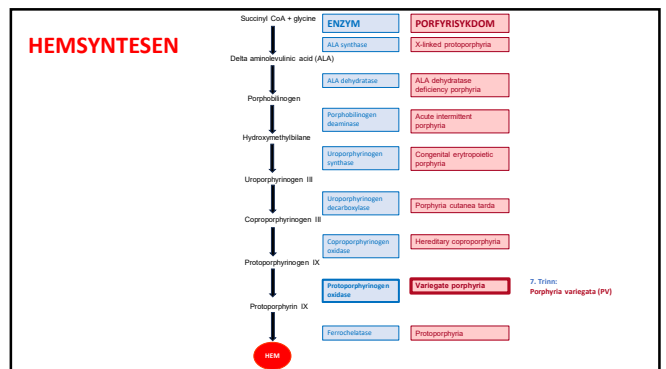 HEMSYNTESEN
Succinyl CoA + glycine
ENZYM
PORFYRISYKDOM
ALA synthase
X-linked protoporphyria
Delta aminolevulinic acid (ALA)
ALA dehydratase
ALA dehydratase
deficiency porphyria
Porphobilinogen
Porphobilinogen
deaminase
Acute intermittent
porphyria
Hydroxymethylbilane
Uroporphyrinogen
synthase
Congenital erytropoietic
porphyria
Uroporphyrinogen III
Uroporphyrinogen
decarboxylase
Porphyria cutanea tarda
Coproporphyrinogen III
Coproporphyrinogen
oxidase
Hereditary coproporphyria
Protoporphyrinogen IX
Protoporphyrinogen
oxidase
Variegate porphyria
7. Trinn:
Porphyria variegata (PV)
Protoporphyrin IX
Ferrochelatase
Protoporphyria
HEM